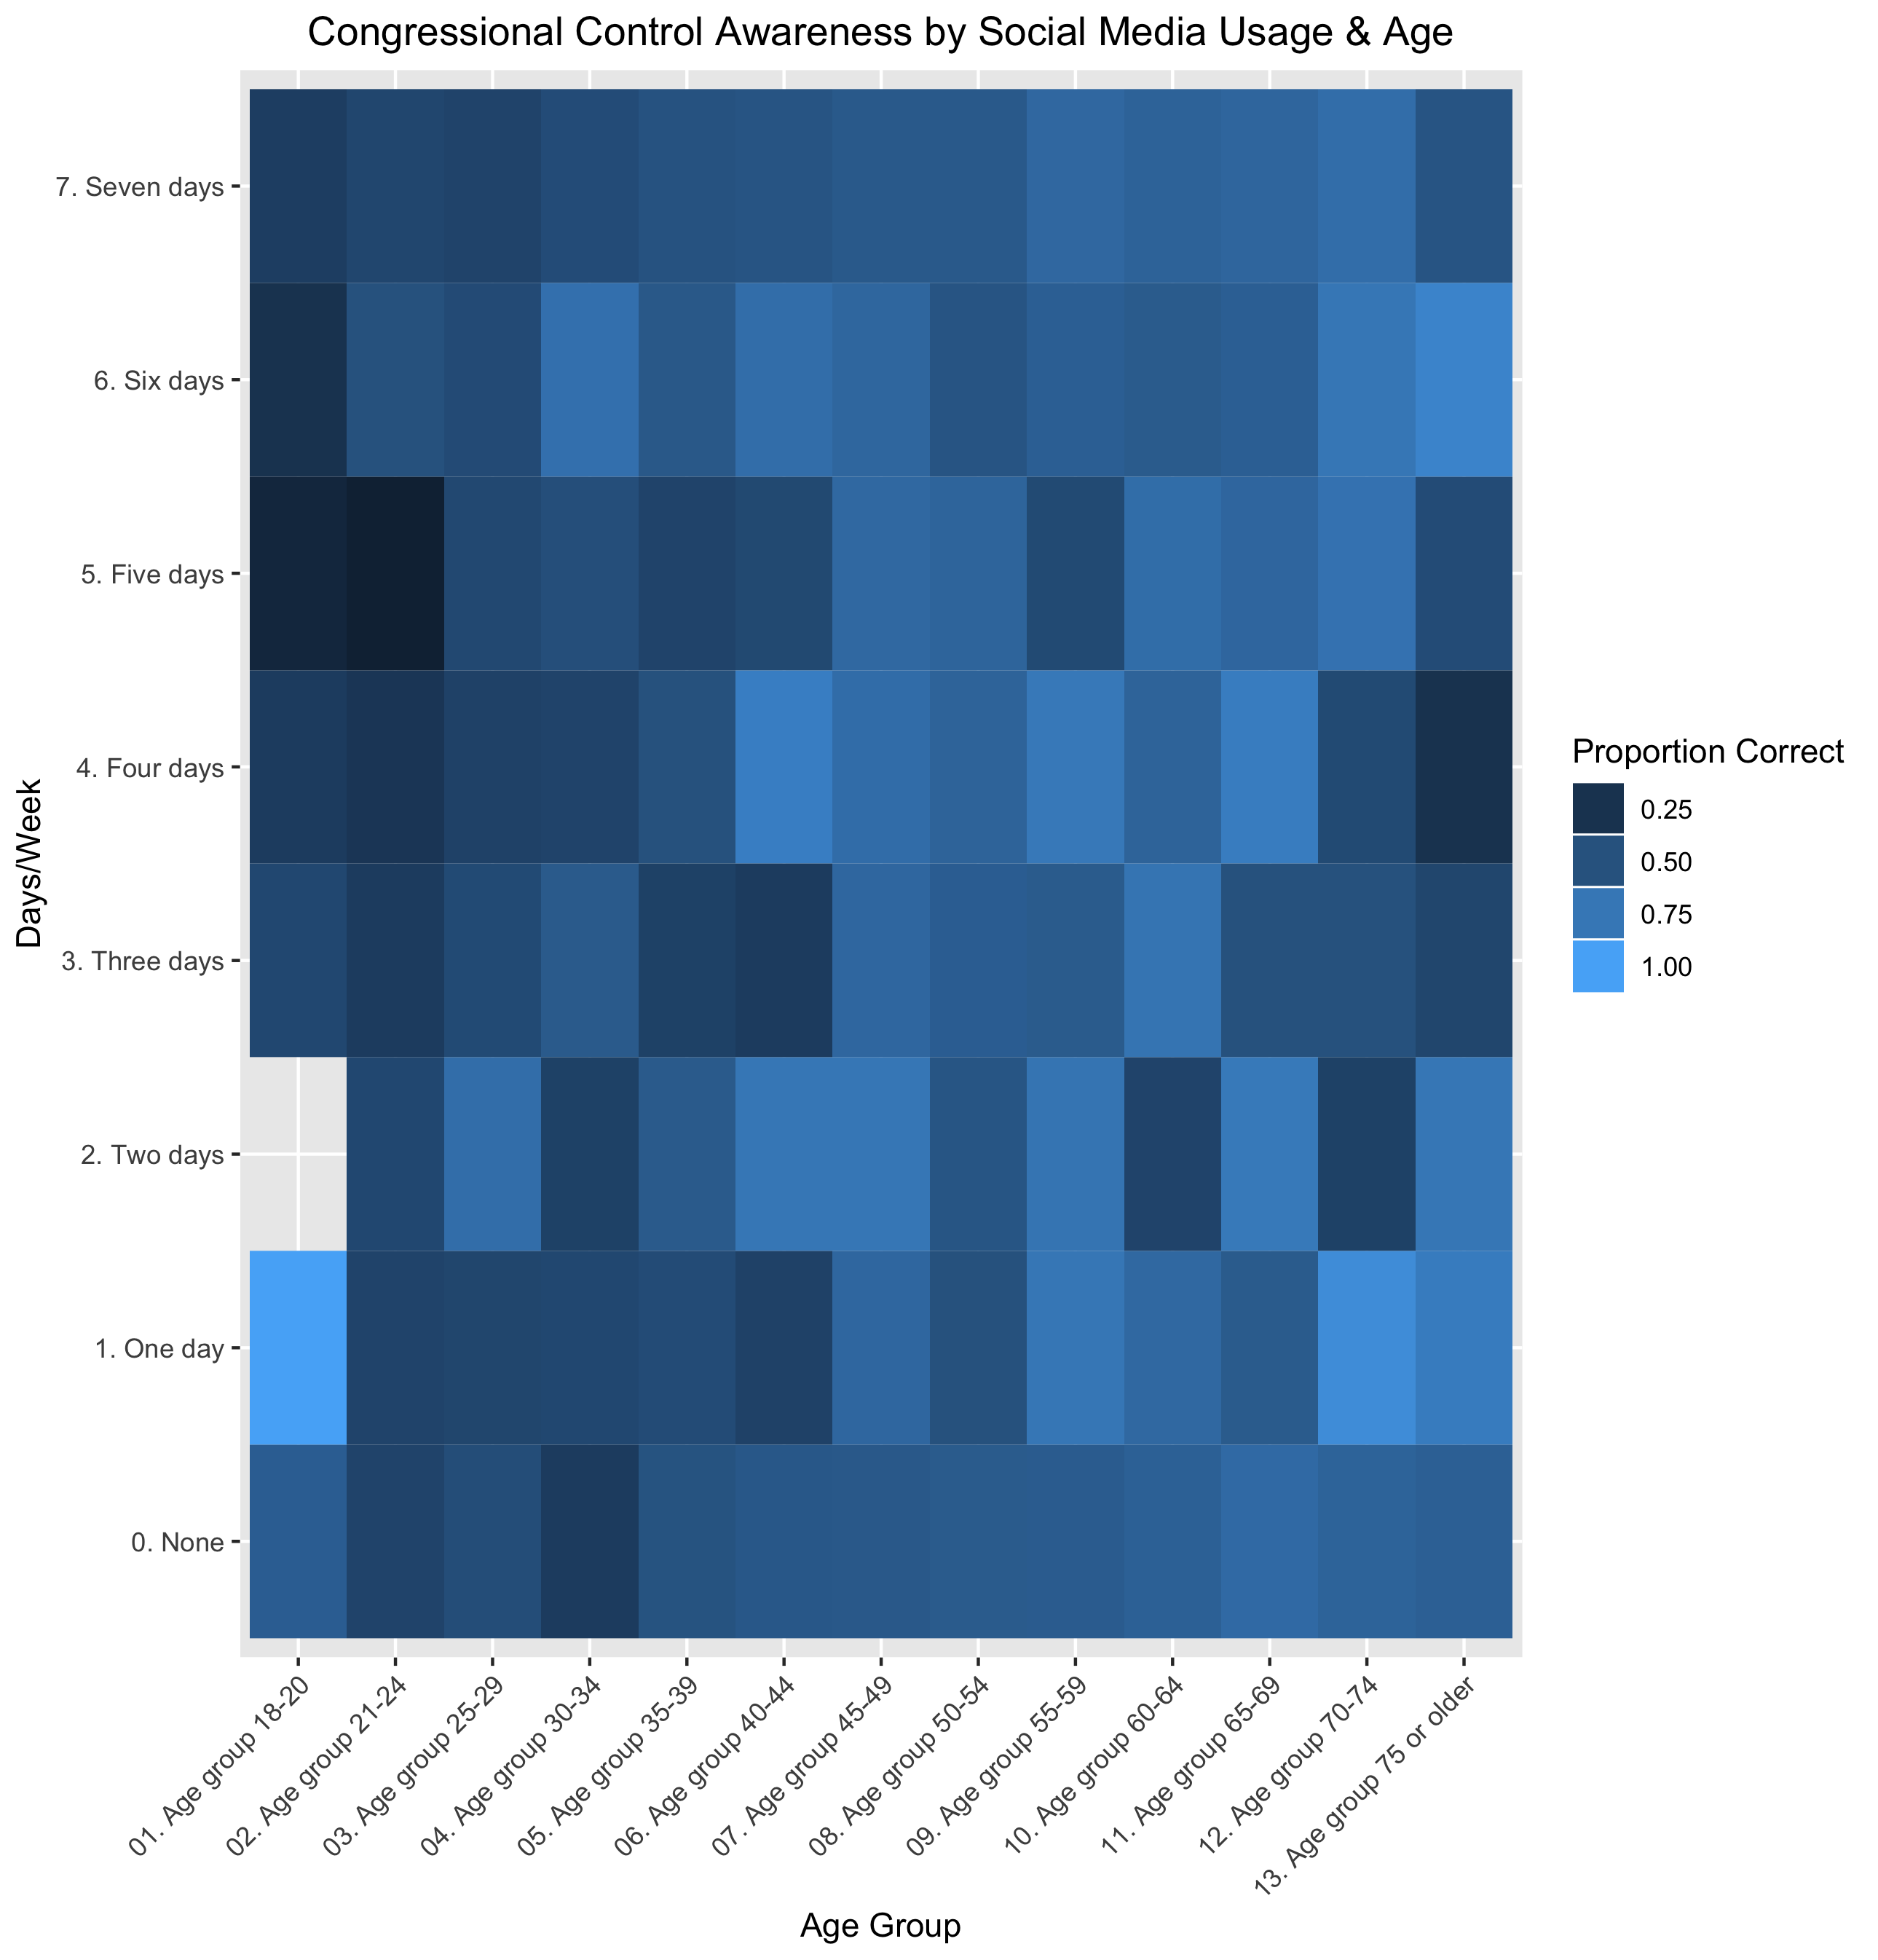 Congressional Control Awareness by Social Media Usage & Age
Days/Week
7. Seven days
6. Six days
5. Five days
4. Four days
3. Three days
2. Two days
1. One day
0. None
01. Age group 18-20
02. Age group 21-24
03. Age group 25-29
04. Age group 30-34
05. Age group 35-39
06. Age group 40-44
07. Age group 45-49
08. Age group 50-54
09. Age group 55-59
10. Age group 60-64
11. Age group 65-69
12. Age group 70-74
13. Age group 75 or older
Age Group
Proportion Correct
0.25
0.50
0.75
1.00